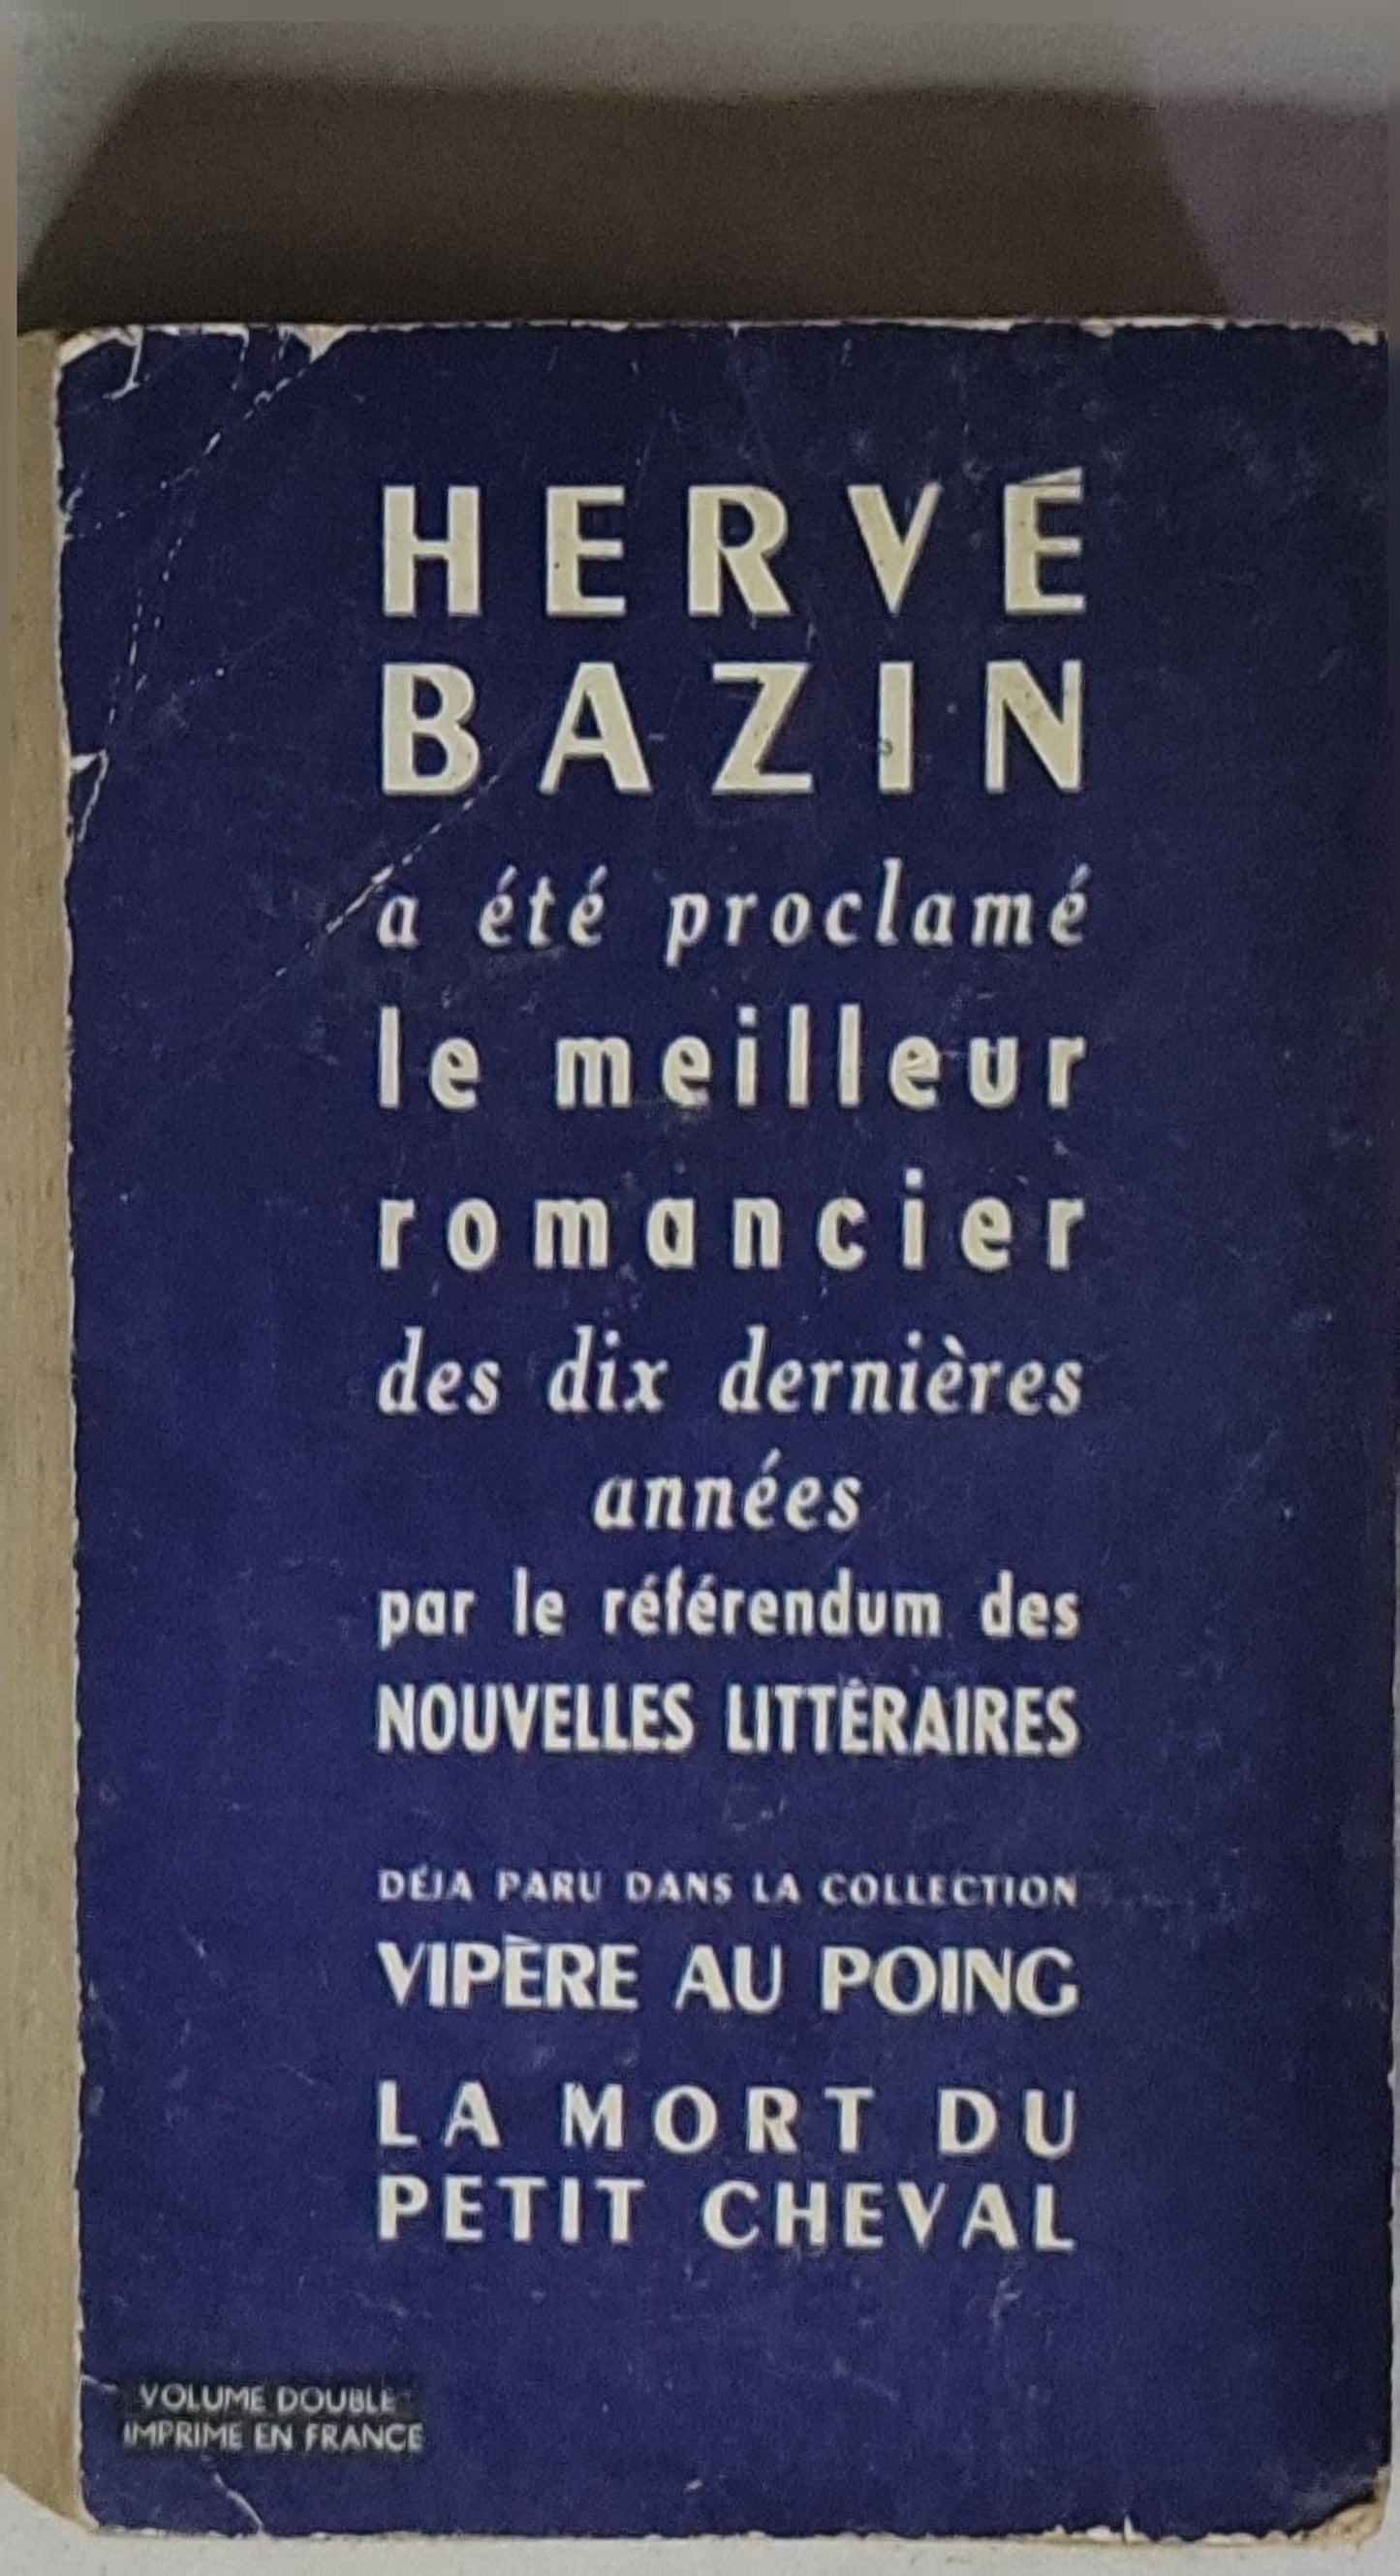 HERVÉ
BAZIN
a été proclamé
le meilleur
romancier
des dix dernières
années
par le référendum des
NOUVELLES LITTÉRAIRES
DÉJA PARU DANS LA COLLECTION
VIPÈRE AU POING
LA MORT DU
PETIT CHEVAL
VOLUME DOUBLE
IMPRIME EN FRANCE